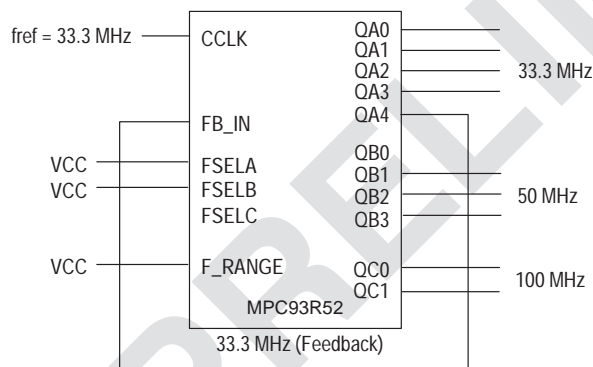 fref = 33.3 MHz
CCLK
QA0
QA1
QA2
QA3
QA4
33.3 MHz
FB_IN
VCC
FSELA
VCC
FSELB
FSELC
QB0
QB1
QB2
QB3
50 MHz
VCC
F_RANGE
QC0
QC1
100 MHz
MPC93R52
33.3 MHz (Feedback)